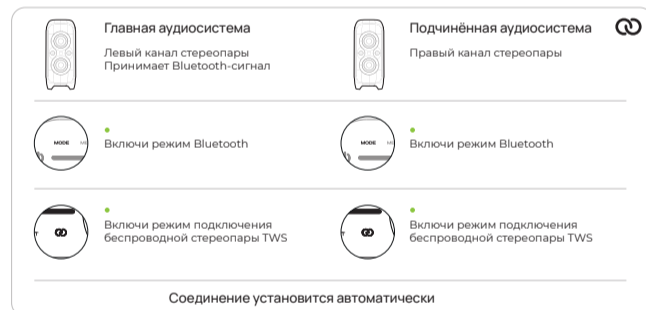 Главная аудиосистема
Левый канал стереопары
Принимает Bluetooth-сигнал
Подчинённая аудиосистема
Правый канал стереопары
MODE
Включи режим Bluetooth
MODE
Включи режим Bluetooth
Включи режим подключения
беспроводной стереопары TWS
Включи режим подключения
беспроводной стереопары TWS
Соединение установится автоматически